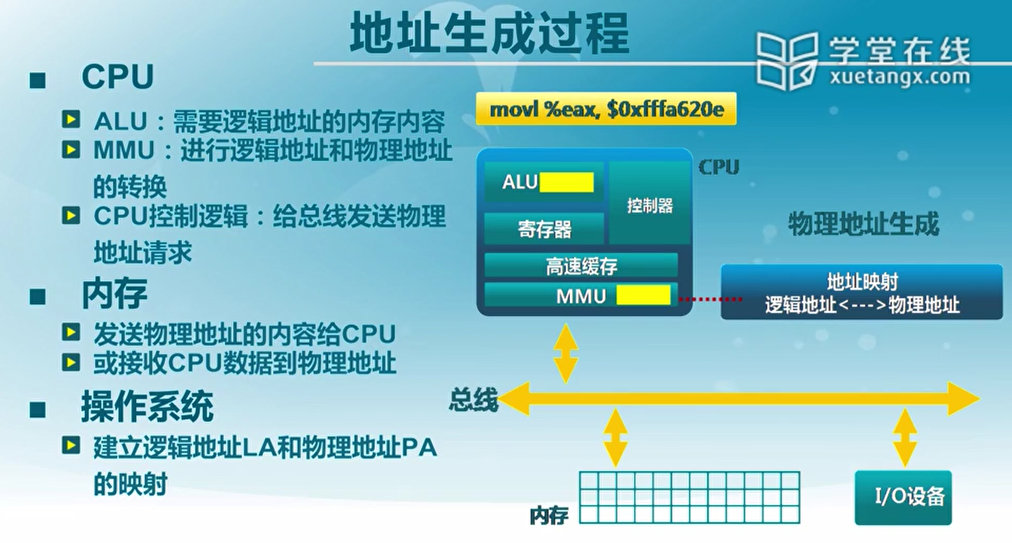 地址生成过程
学堂在线
xuetangx.com
CPU
ALU：需要逻辑地址的内存内容
MMU：进行逻辑地址和物理地址
的转换
CPU控制逻辑：给总线发送物理
地址请求
内存
发送物理地址的内容给CPU
或接收CPU数据到物理地址
操作系统
建立逻辑地址LA和物理地址PA
的映射
movl %eax, $0xfffa620e
CPU
ALU
控制器
寄存器
高速缓存
MMU
物理地址生成
地址映射
逻辑地址<--->物理地址
总线
内存
I/O设备